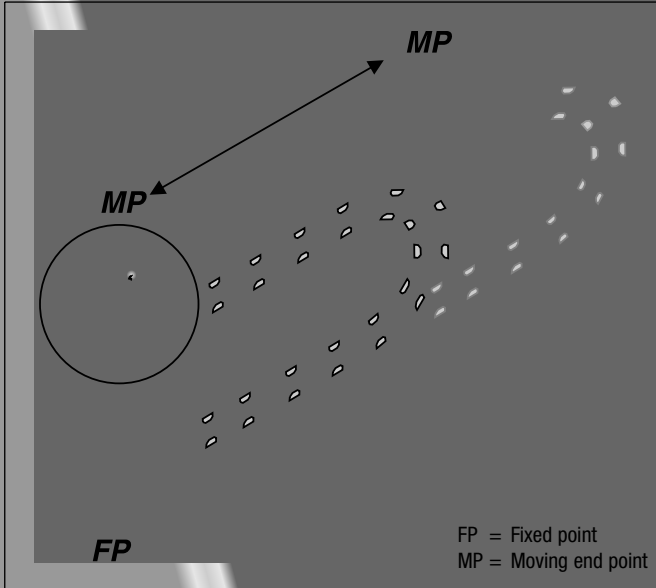 MP
MP
FP
FP = Fixed point
MP = Moving end point